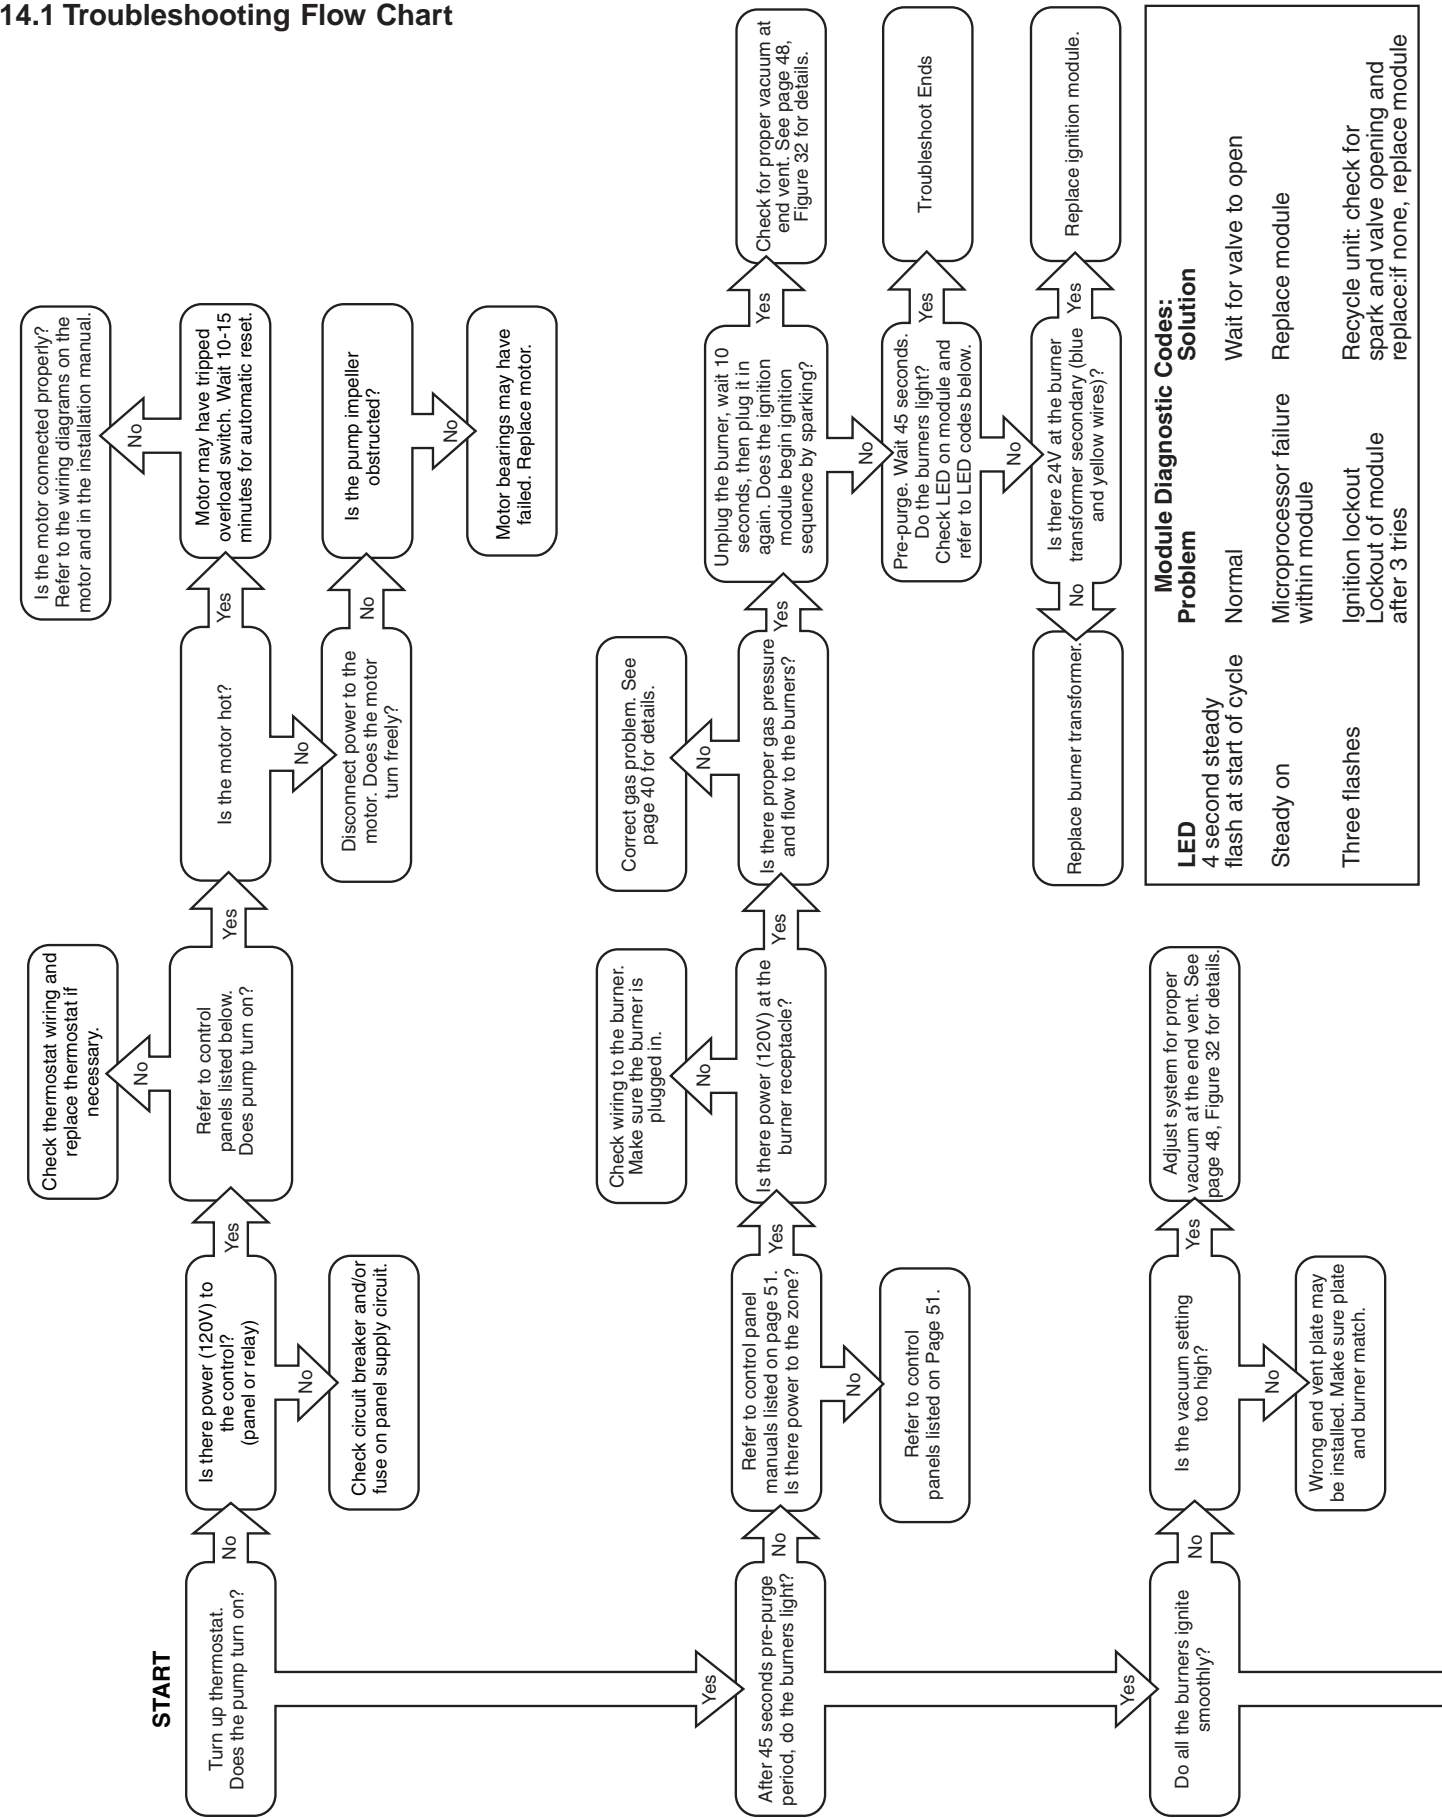 14.1 Troubleshooting Flow Chart
START
Turn up thermostat.
Does the pump turn on?
No
Is there power (120V) to
the control?
(panel or relay)
No
Check circuit breaker and/or
fuse on panel supply circuit.
Yes
Refer to control
panels listed below.
Does pump turn on?
No
Check thermostat wiring and
replace thermostat if
necessary.
Yes
Is the motor hot?
Yes
Motor may have tripped
overload switch. Wait 10-15
minutes for automatic reset.
No
Is the motor connected properly?
Refer to the wiring diagrams on the
motor and in the installation manual.
No
Disconnect power to the
motor. Does the motor
turn freely?
No
Is the pump impeller
obstructed?
No
Motor bearings may have
failed. Replace motor.
Yes
After 45 seconds pre-purge
period, do the burners light?
No
Refer to control panel
manuals listed on page 51.
Is there power to the zone?
No
Refer to control
panels listed on Page 51.
Yes
Is there power (120V) at the
burner receptacle?
No
Check wiring to the burner.
Make sure the burner is
plugged in.
Yes
Is there proper gas pressure
and flow to the burners?
No
Correct gas problem. See
page 40 for details.
Yes
Unplug the burner, wait 10
seconds, then plug it in
again. Does the ignition
module begin ignition
sequence by sparking?
Yes
Check for proper vacuum at
end vent. See page 48,
Figure 32 for details.
No
Pre-purge. Wait 45 seconds.
Do the burners light?
Check LED on module and
refer to LED codes below.
Yes
Troubleshoot Ends
No
Is there 24V at the burner
transformer secondary (blue
and yellow wires)?
Yes
Replace ignition module.
No
Replace burner transformer.
Yes
Do all the burners ignite
smoothly?
No
Is the vacuum setting
too high?
Yes
Adjust system for proper
vacuum at the end vent. See
page 48, Figure 32 for details.
No
Wrong end vent plate may
be installed. Make sure plate
and burner match.
Module Diagnostic Codes:
LED Problem Solution
4 second steady
flash at start of cycle Normal Wait for valve to open
Steady on Microprocessor failure Replace module
within module
Three flashes Ignition lockout Recycle unit: check for
Lockout of module spark and valve opening and
after 3 tries replace:if none, replace module